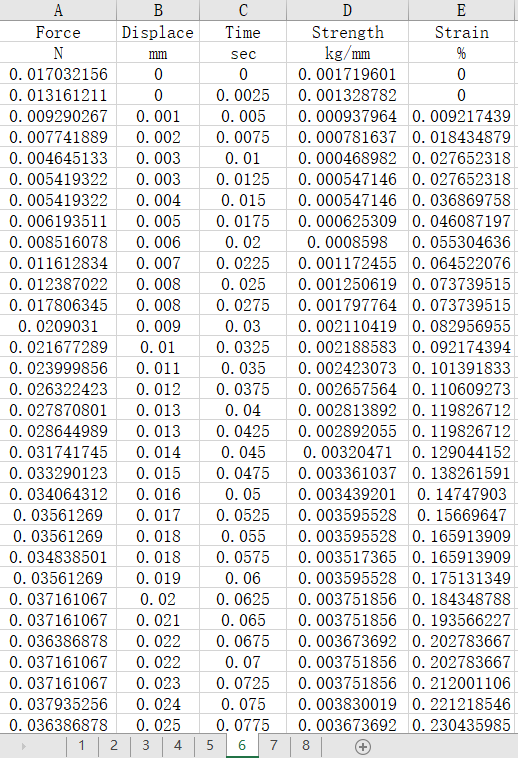 A B C D E
Force Displace Time Strength Strain
N mm sec kg/mm %
0.017032156 0 0 0.001719601 0
0.013161211 0 0.0025 0.001328782 0
0.009290267 0.001 0.005 0.000937964 0.009217439
0.007741889 0.002 0.0075 0.000781637 0.018434879
0.004645133 0.003 0.01 0.000468982 0.027652318
0.005419322 0.003 0.0125 0.000547146 0.027652318
0.005419322 0.004 0.015 0.000547146 0.036869758
0.006193511 0.005 0.0175 0.000625309 0.046087197
0.008516078 0.006 0.02 0.0008598 0.055304636
0.011612834 0.007 0.0225 0.001172455 0.064522076
0.012387022 0.008 0.025 0.001250619 0.073739515
0.017806345 0.008 0.0275 0.001797764 0.073739515
0.0209031 0.009 0.03 0.002110419 0.082956955
0.021677289 0.01 0.0325 0.002188583 0.092174394
0.023999856 0.011 0.035 0.002423073 0.101391833
0.026322423 0.012 0.0375 0.002657564 0.110609273
0.027870801 0.013 0.04 0.002813892 0.119826712
0.028644989 0.013 0.0425 0.002892055 0.119826712
0.031741745 0.014 0.045 0.00320471 0.129044152
0.033290123 0.015 0.0475 0.003361037 0.138261591
0.034064312 0.016 0.05 0.003439201 0.14747903
0.03561269 0.017 0.0525 0.003595528 0.15669647
0.03561269 0.018 0.055 0.003595528 0.165913909
0.034838501 0.018 0.0575 0.003517365 0.165913909
0.03561269 0.019 0.06 0.003595528 0.175131349
0.037161067 0.02 0.0625 0.003751856 0.184348788
0.037161067 0.021 0.065 0.003751856 0.193566227
0.036386878 0.022 0.0675 0.003673692 0.202783667
0.037161067 0.022 0.07 0.003751856 0.202783667
0.037161067 0.023 0.0725 0.003751856 0.212001106
0.037935256 0.024 0.075 0.003830019 0.221218546
0.036386878 0.025 0.0775 0.003673692 0.230435985
1 2 3 4 5 6 7 8